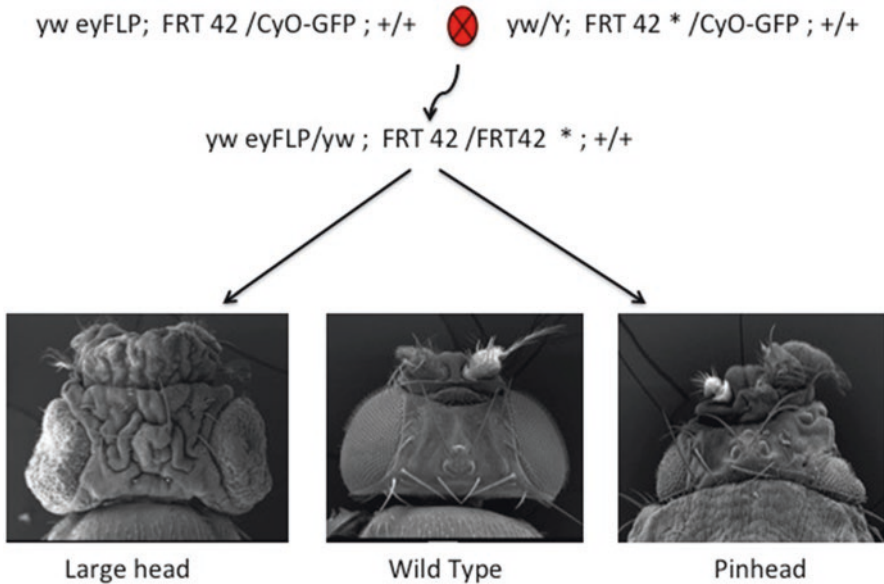 yw eyFLP; FRT 42 /CyO-GFP ; +/+ yw/Y; FRT 42 * /CyO-GFP ; +/+
yw eyFLP/yw ; FRT 42 /FRT42 * ; +/+
Large head Wild Type Pinhead